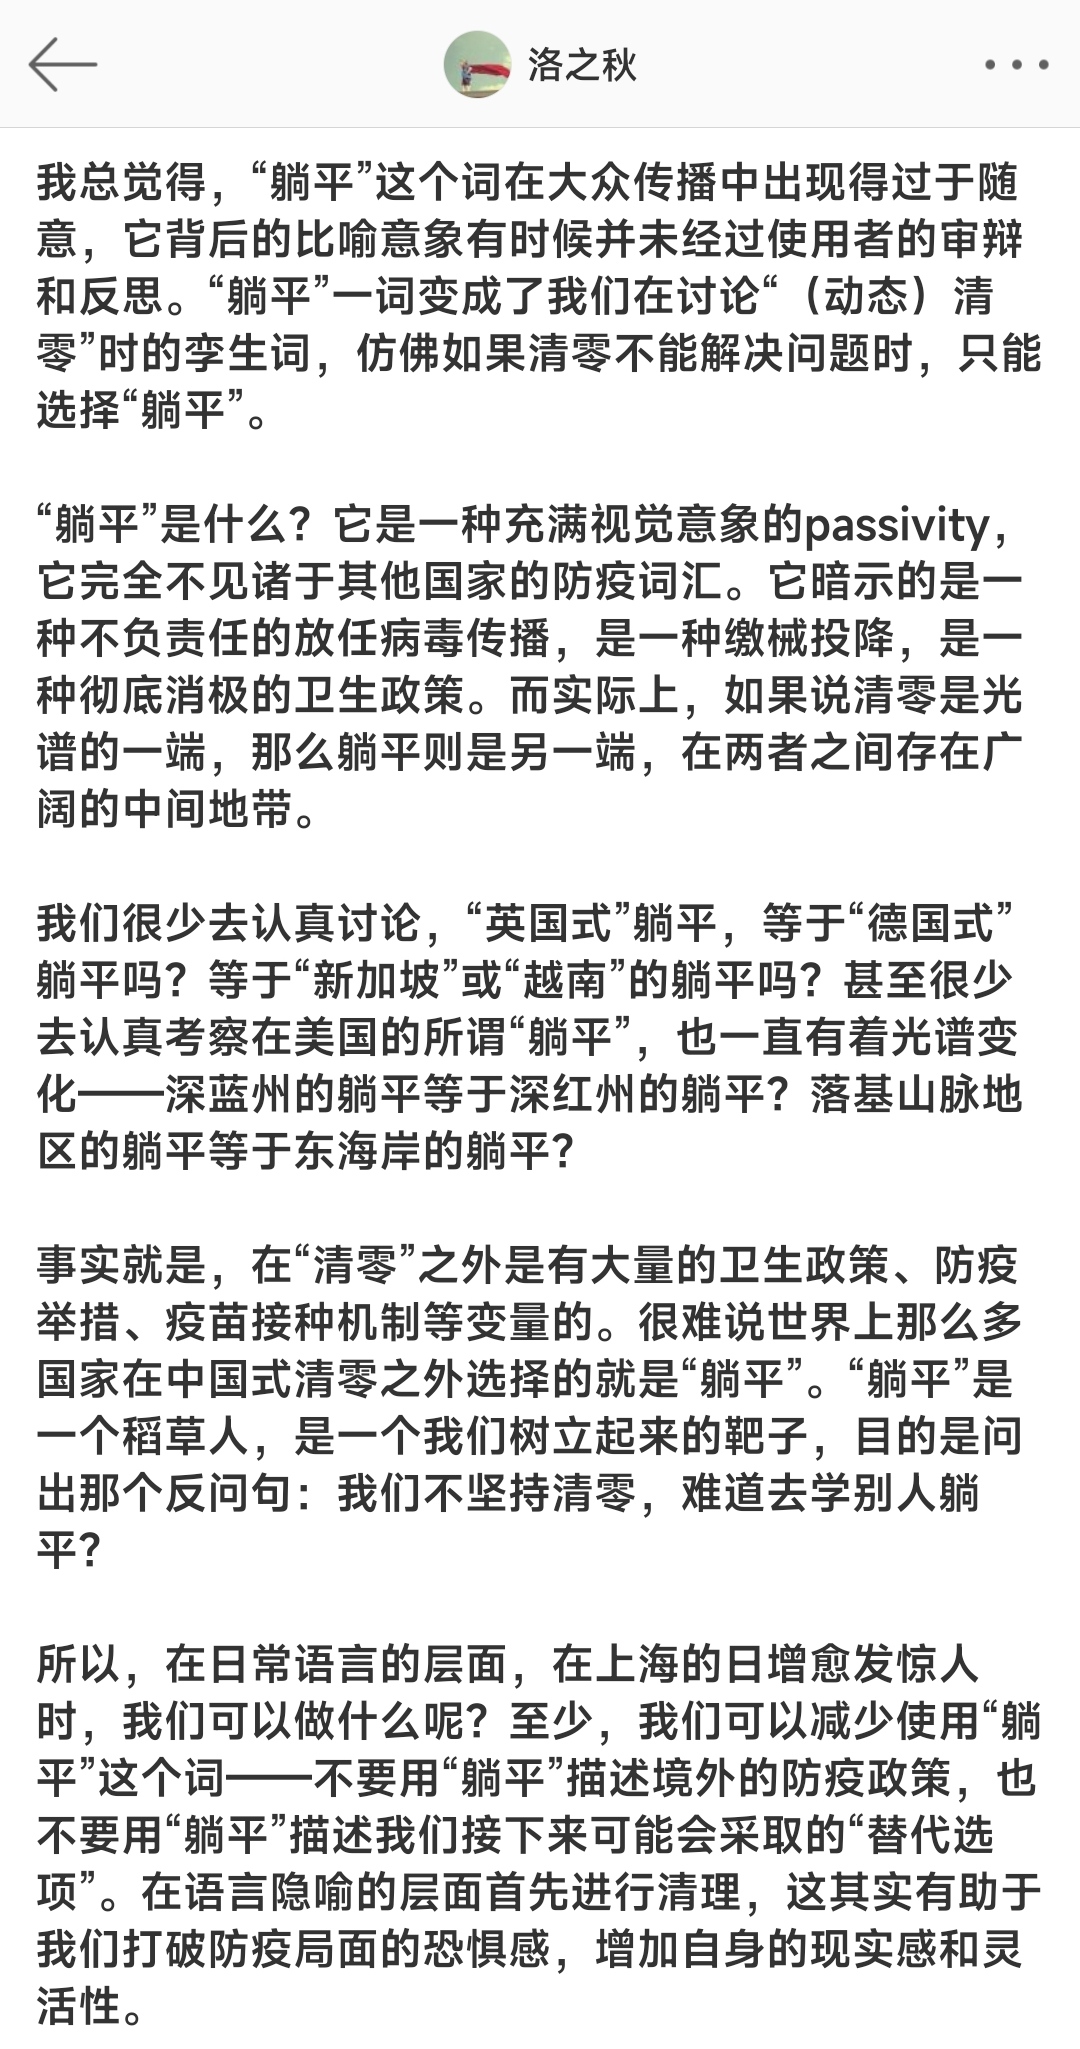 洛之秋
我总觉得，“躺平”这个词在大众传播中出现得过于随
意，它背后的比喻意象有时候并未经过使用者的审辩
和反思。“躺平”一词变成了我们在讨论“（动态）清
零”时的孪生词，仿佛如果清零不能解决问题时，只能
选择“躺平”。
“躺平”是什么？它是一种充满视觉意象的passivity，
它完全不见诸于其他国家的防疫词汇。它暗示的是一
种不负责任的放任病毒传播，是一种缴械投降，是一
种彻底消极的卫生政策。而实际上，如果说清零是光
谱的一端，那么躺平则是另一端，在两者之间存在广
阔的中间地带。
我们很少去认真讨论，“英国式”躺平，等于“德国式”
躺平吗？等于“新加坡”或“越南”的躺平吗？甚至很少
去认真考察在美国的所谓“躺平”，也一直有着光谱变
化——深蓝州的躺平等于深红州的躺平？落基山脉地
区的躺平等于东海岸的躺平？
事实就是，在“清零”之外是有大量的卫生政策、防疫
举措、疫苗接种机制等变量的。很难说世界上那么多
国家在中国式清零之外选择的就是“躺平”。“躺平”是
一个稻草人，是一个我们树立起来的靶子，目的是问
出那个反问句：我们不坚持清零，难道去学别人躺
平？
所以，在日常语言的层面，在上海的日增愈发惊人
时，我们可以做什么呢？至少，我们可以减少使用“躺
平”这个词——不要用“躺平”描述境外的防疫政策，也
不要用“躺平”描述我们接下来可能会采取的“替代选
项”。在语言隐喻的层面首先进行清理，这其实有助于
我们打破防疫局面的恐惧感，增加自身的现实感和灵
活性。